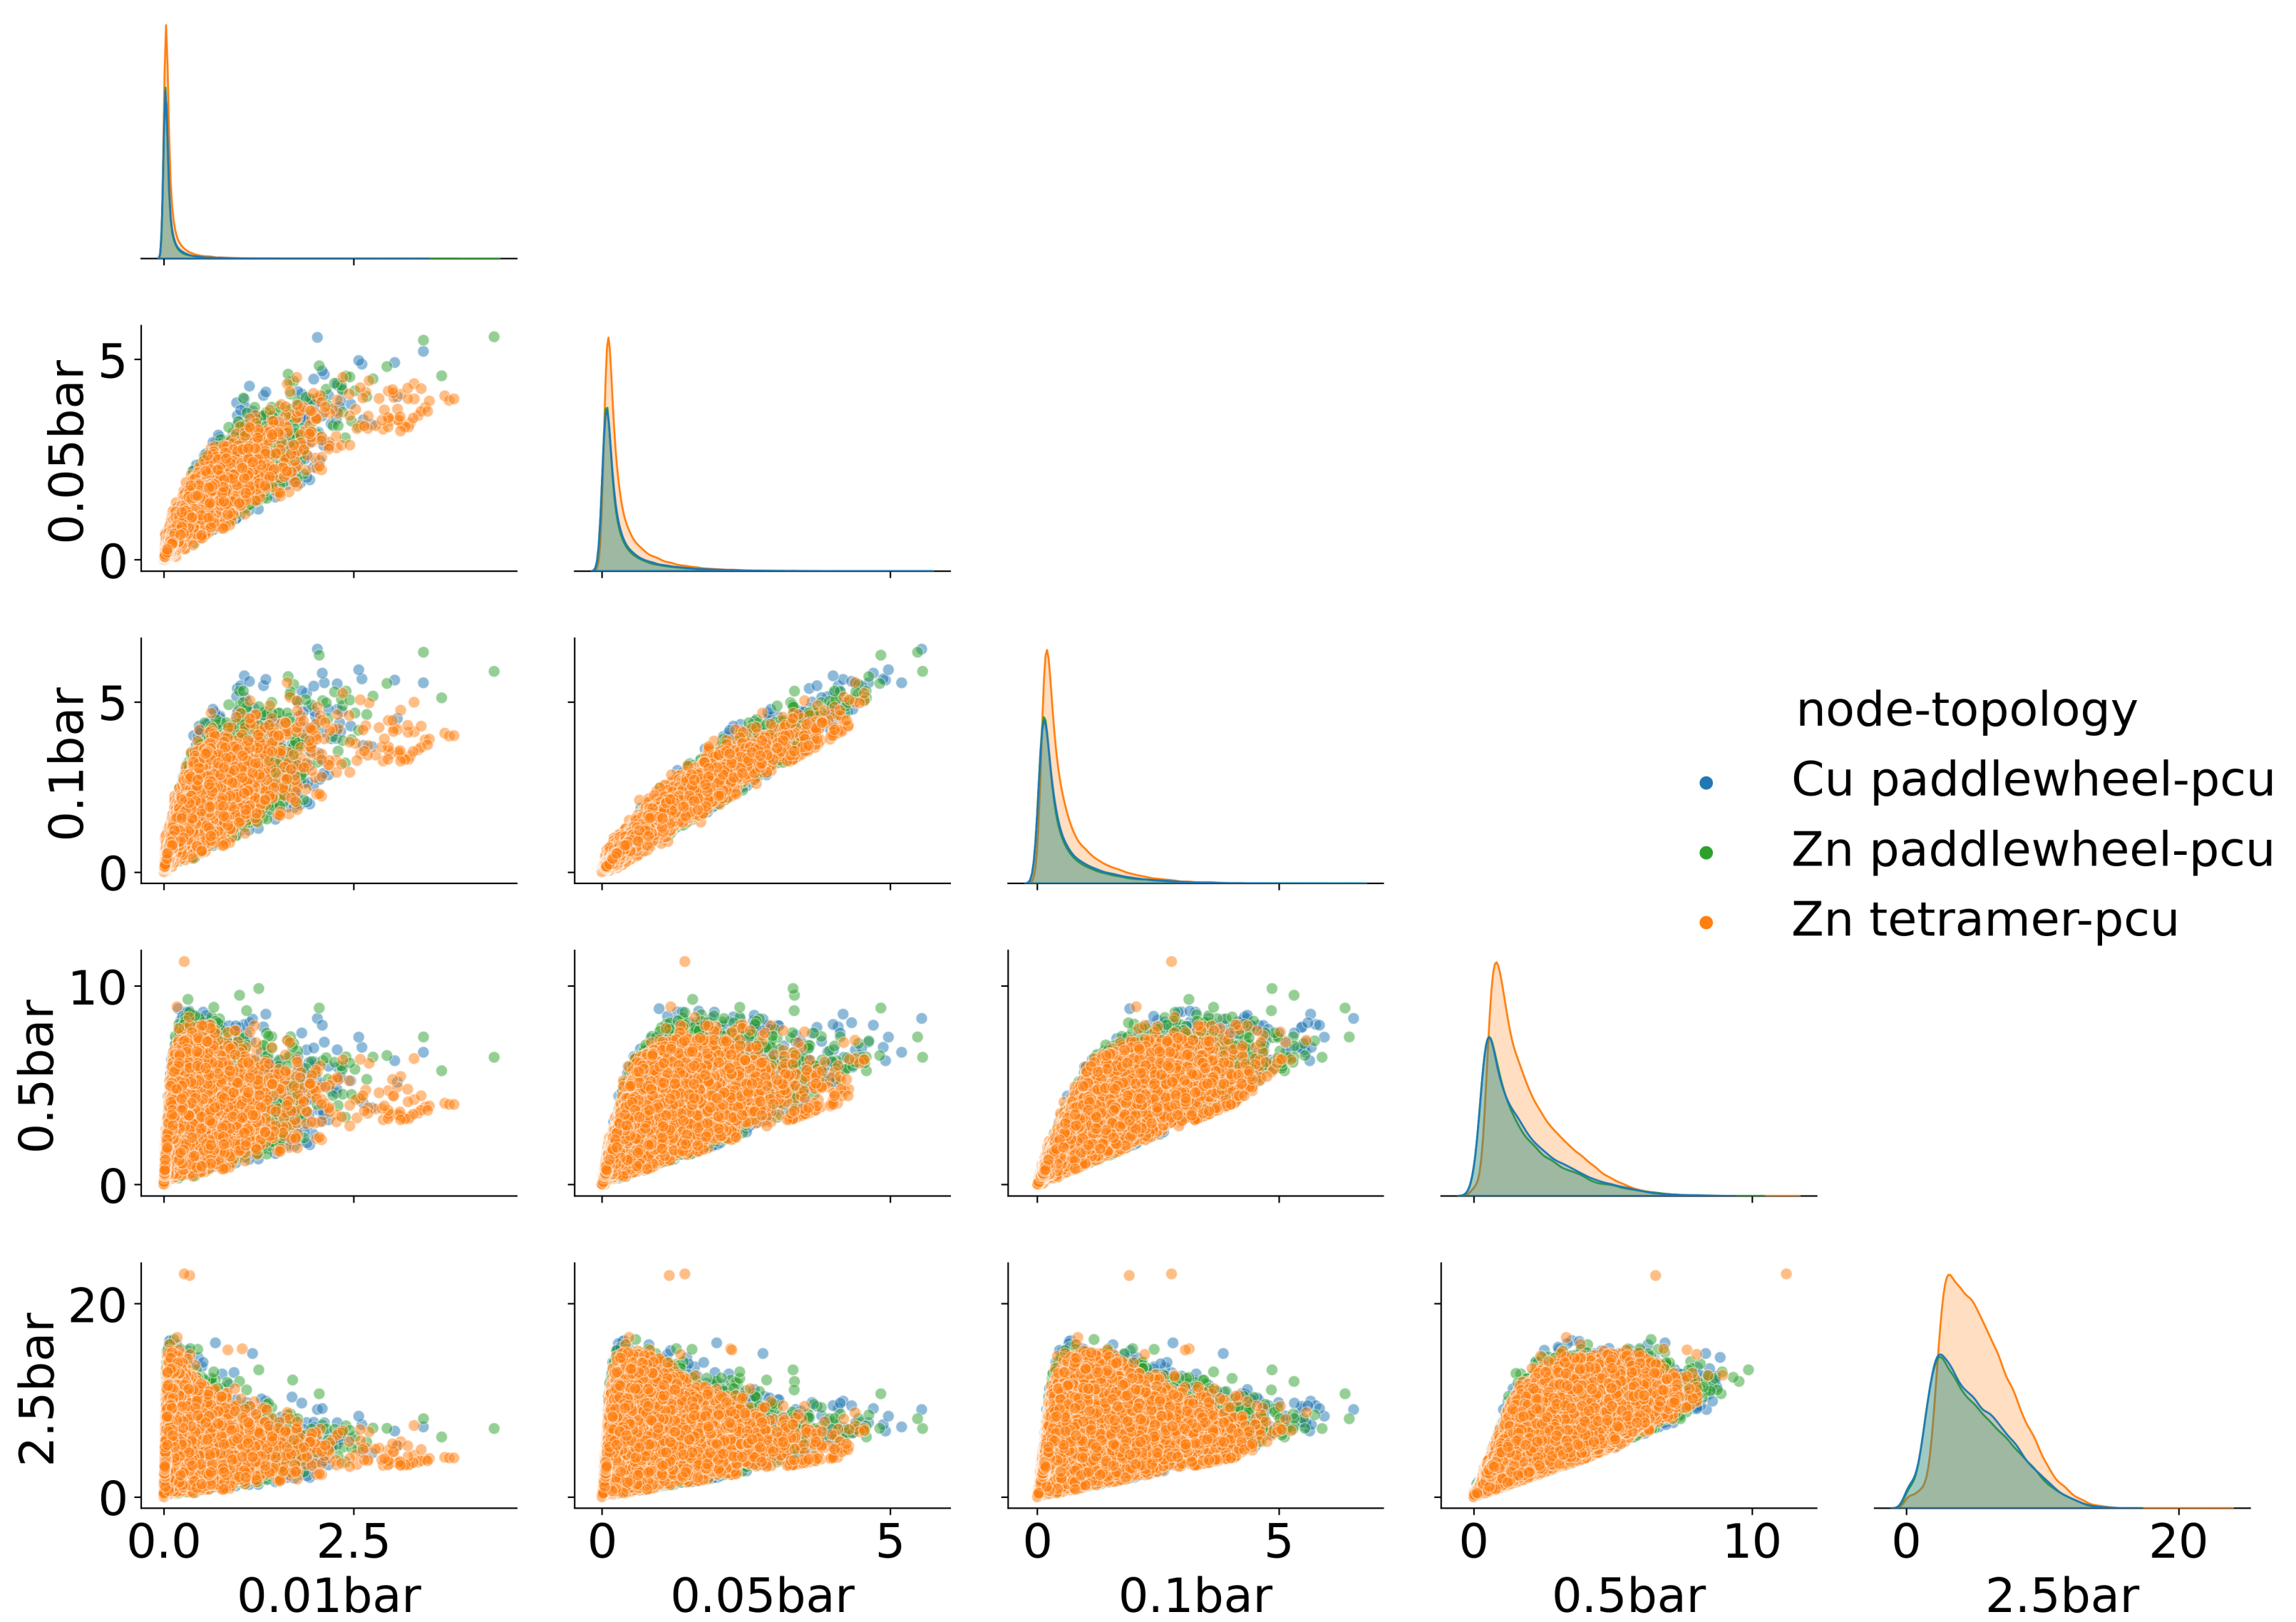 5
0
0.05bar
5
0
0.1bar
node-topology
Cu paddlewheel-pcu
Zn paddlewheel-pcu
Zn tetramer-pcu
10
0
0.5bar
20
0
2.5bar
0.0 2.5 0 5 0 5 0 10 0 20
0.01bar 0.05bar 0.1bar 0.5bar 2.5bar